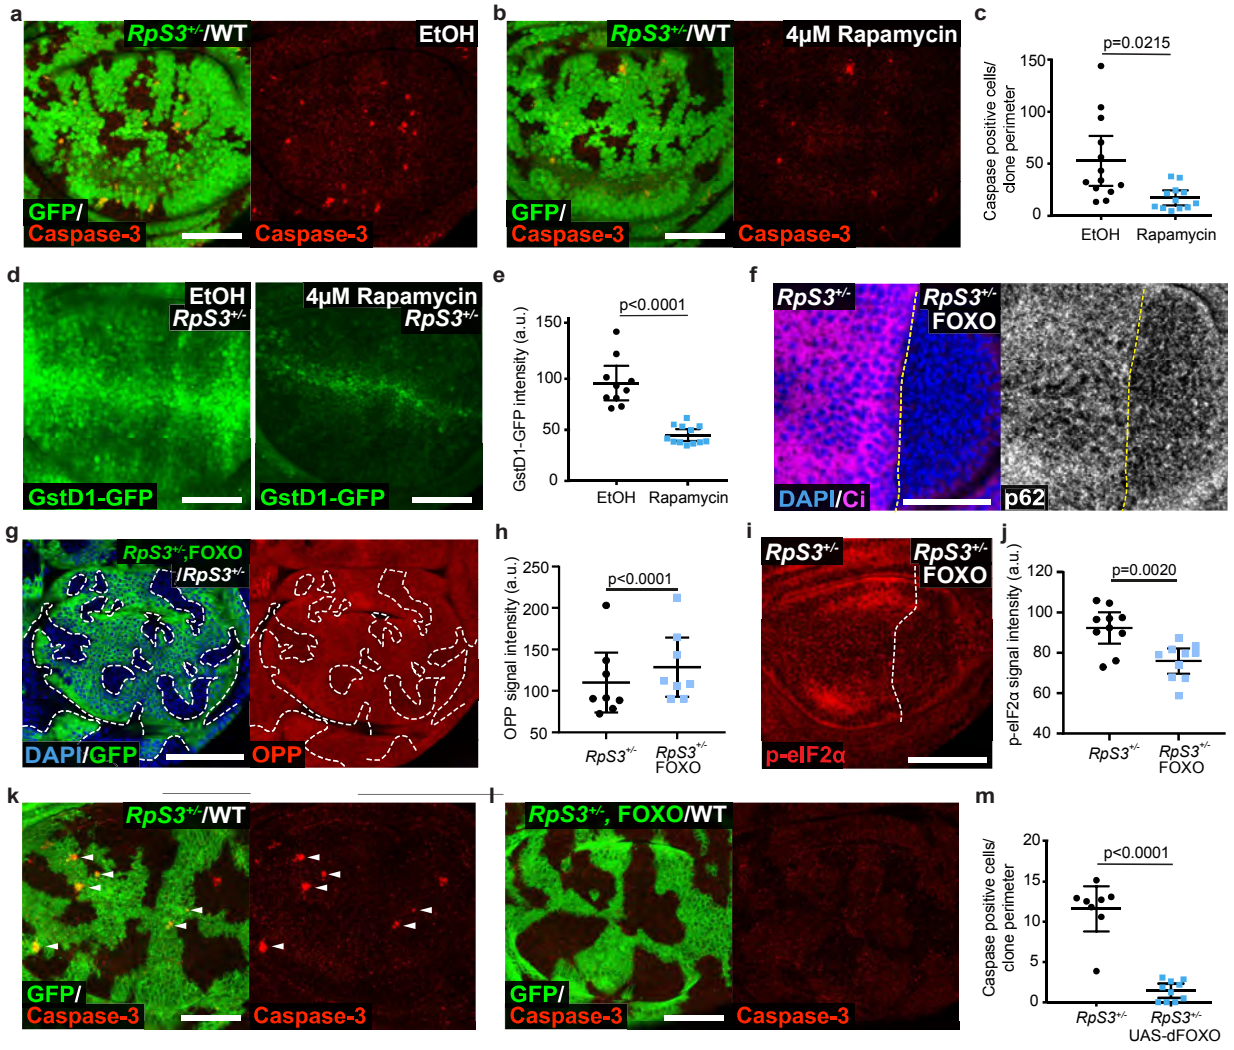 a
RpS3+/-/WT
EtOH
GFP/
Caspase-3
Caspase-3
b
RpS3+/-/WT
4µM Rapamycin
GFP/
Caspase-3
Caspase-3
c
p=0.0215
150
100
50
0
Caspase positive cells/
clone perimeter
EtOH
Rapamycin
d
EtOH
RpS3+/-
GstD1-GFP
4µM Rapamycin
RpS3+/-
GstD1-GFP
e
p<0.0001
150
100
50
0
GstD1-GFP intensity (a.u.)
EtOH
Rapamycin
f
RpS3+/-
RpS3+/-
FOXO
DAPI/Ci
p62
g
RpS3+/-,FOXO
/RpS3+/-
DAPI/GFP
OPP
h
p<0.0001
250
200
150
100
50
OPP signal intensity (a.u.)
RpS3+/-
RpS3+/-
FOXO
i
RpS3+/-
RpS3+/-
FOXO
p-eIF2α
j
p=0.0020
120
100
80
60
40
p-eIF2α signal intensity (a.u.)
RpS3+/-
RpS3+/-
FOXO
k
RpS3+/-/WT
GFP/
Caspase-3
Caspase-3
l
RpS3+/-, FOXO/WT
GFP/
Caspase-3
Caspase-3
m
p<0.0001
20
15
10
5
0
Caspase positive cells/
clone perimeter
RpS3+/-
RpS3+/-
UAS-dFOXO